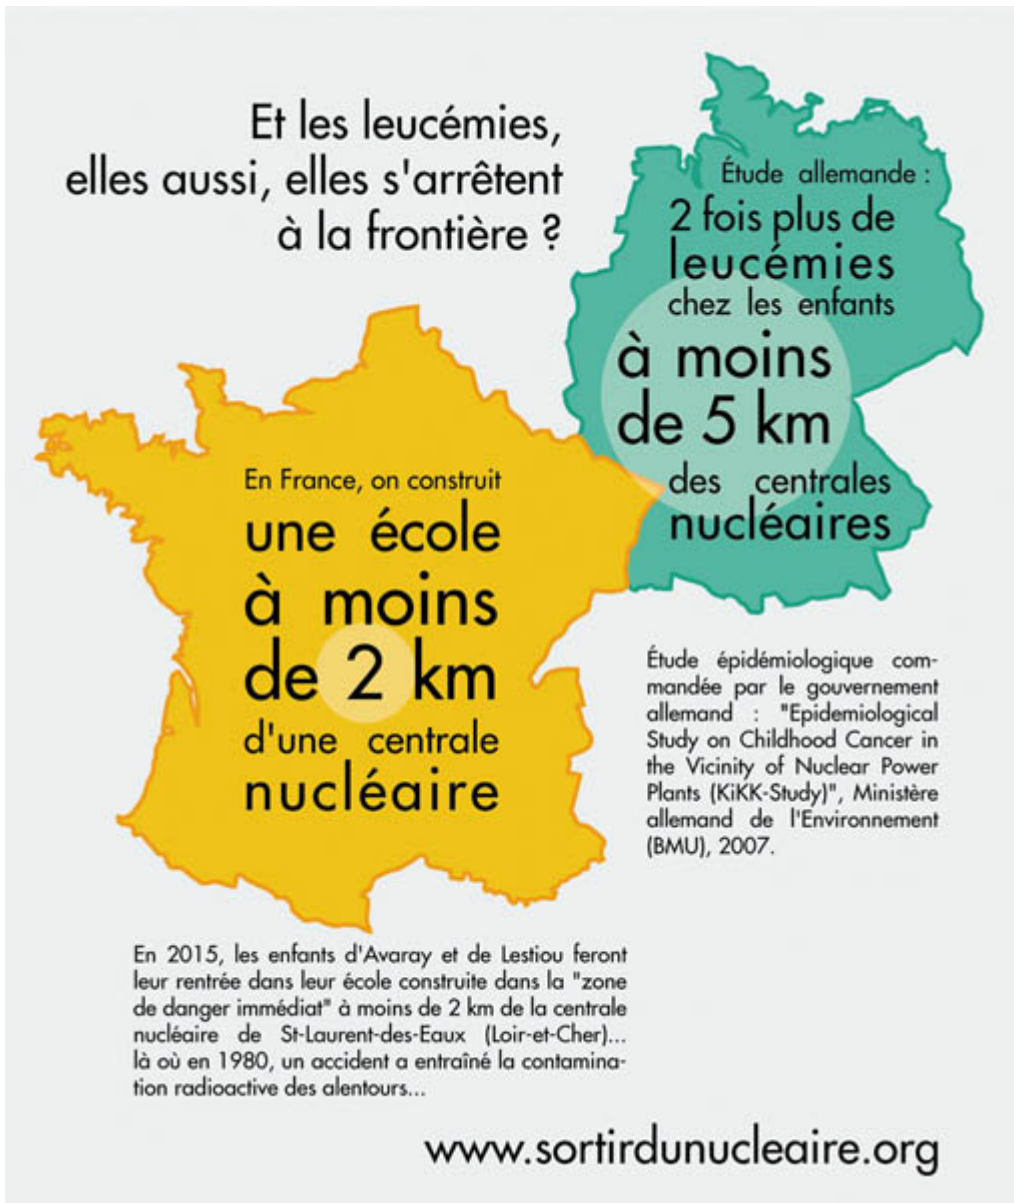 Et les leucémies,
elles aussi, elles s'arrêtent
à la frontière ?
Étude allemande :
2 fois plus de
leucémies
chez les enfants
à moins
de 5 km
des centrales
nucléaires
En France, on construit
une école
à moins
de 2 km
d'une centrale
nucléaire
Étude épidémiologique com-
mandée par le gouvernement
allemand : "Epidemiological
Study on Childhood Cancer in
the Vicinity of Nuclear Power
Plants (KiKK-Study)", Ministère
allemand de l'Environnement
(BMU), 2007.
En 2015, les enfants d'Avaray et de Lestiou feront
leur rentrée dans leur école construite dans la "zone
de danger immédiat" à moins de 2 km de la centrale
nucléaire de St-Laurent-des-Eaux (Loir-et-Cher)...
là où en 1980, un accident a entraîné la contamina-
tion radioactive des alentours...
www.sortirdunucleaire.org